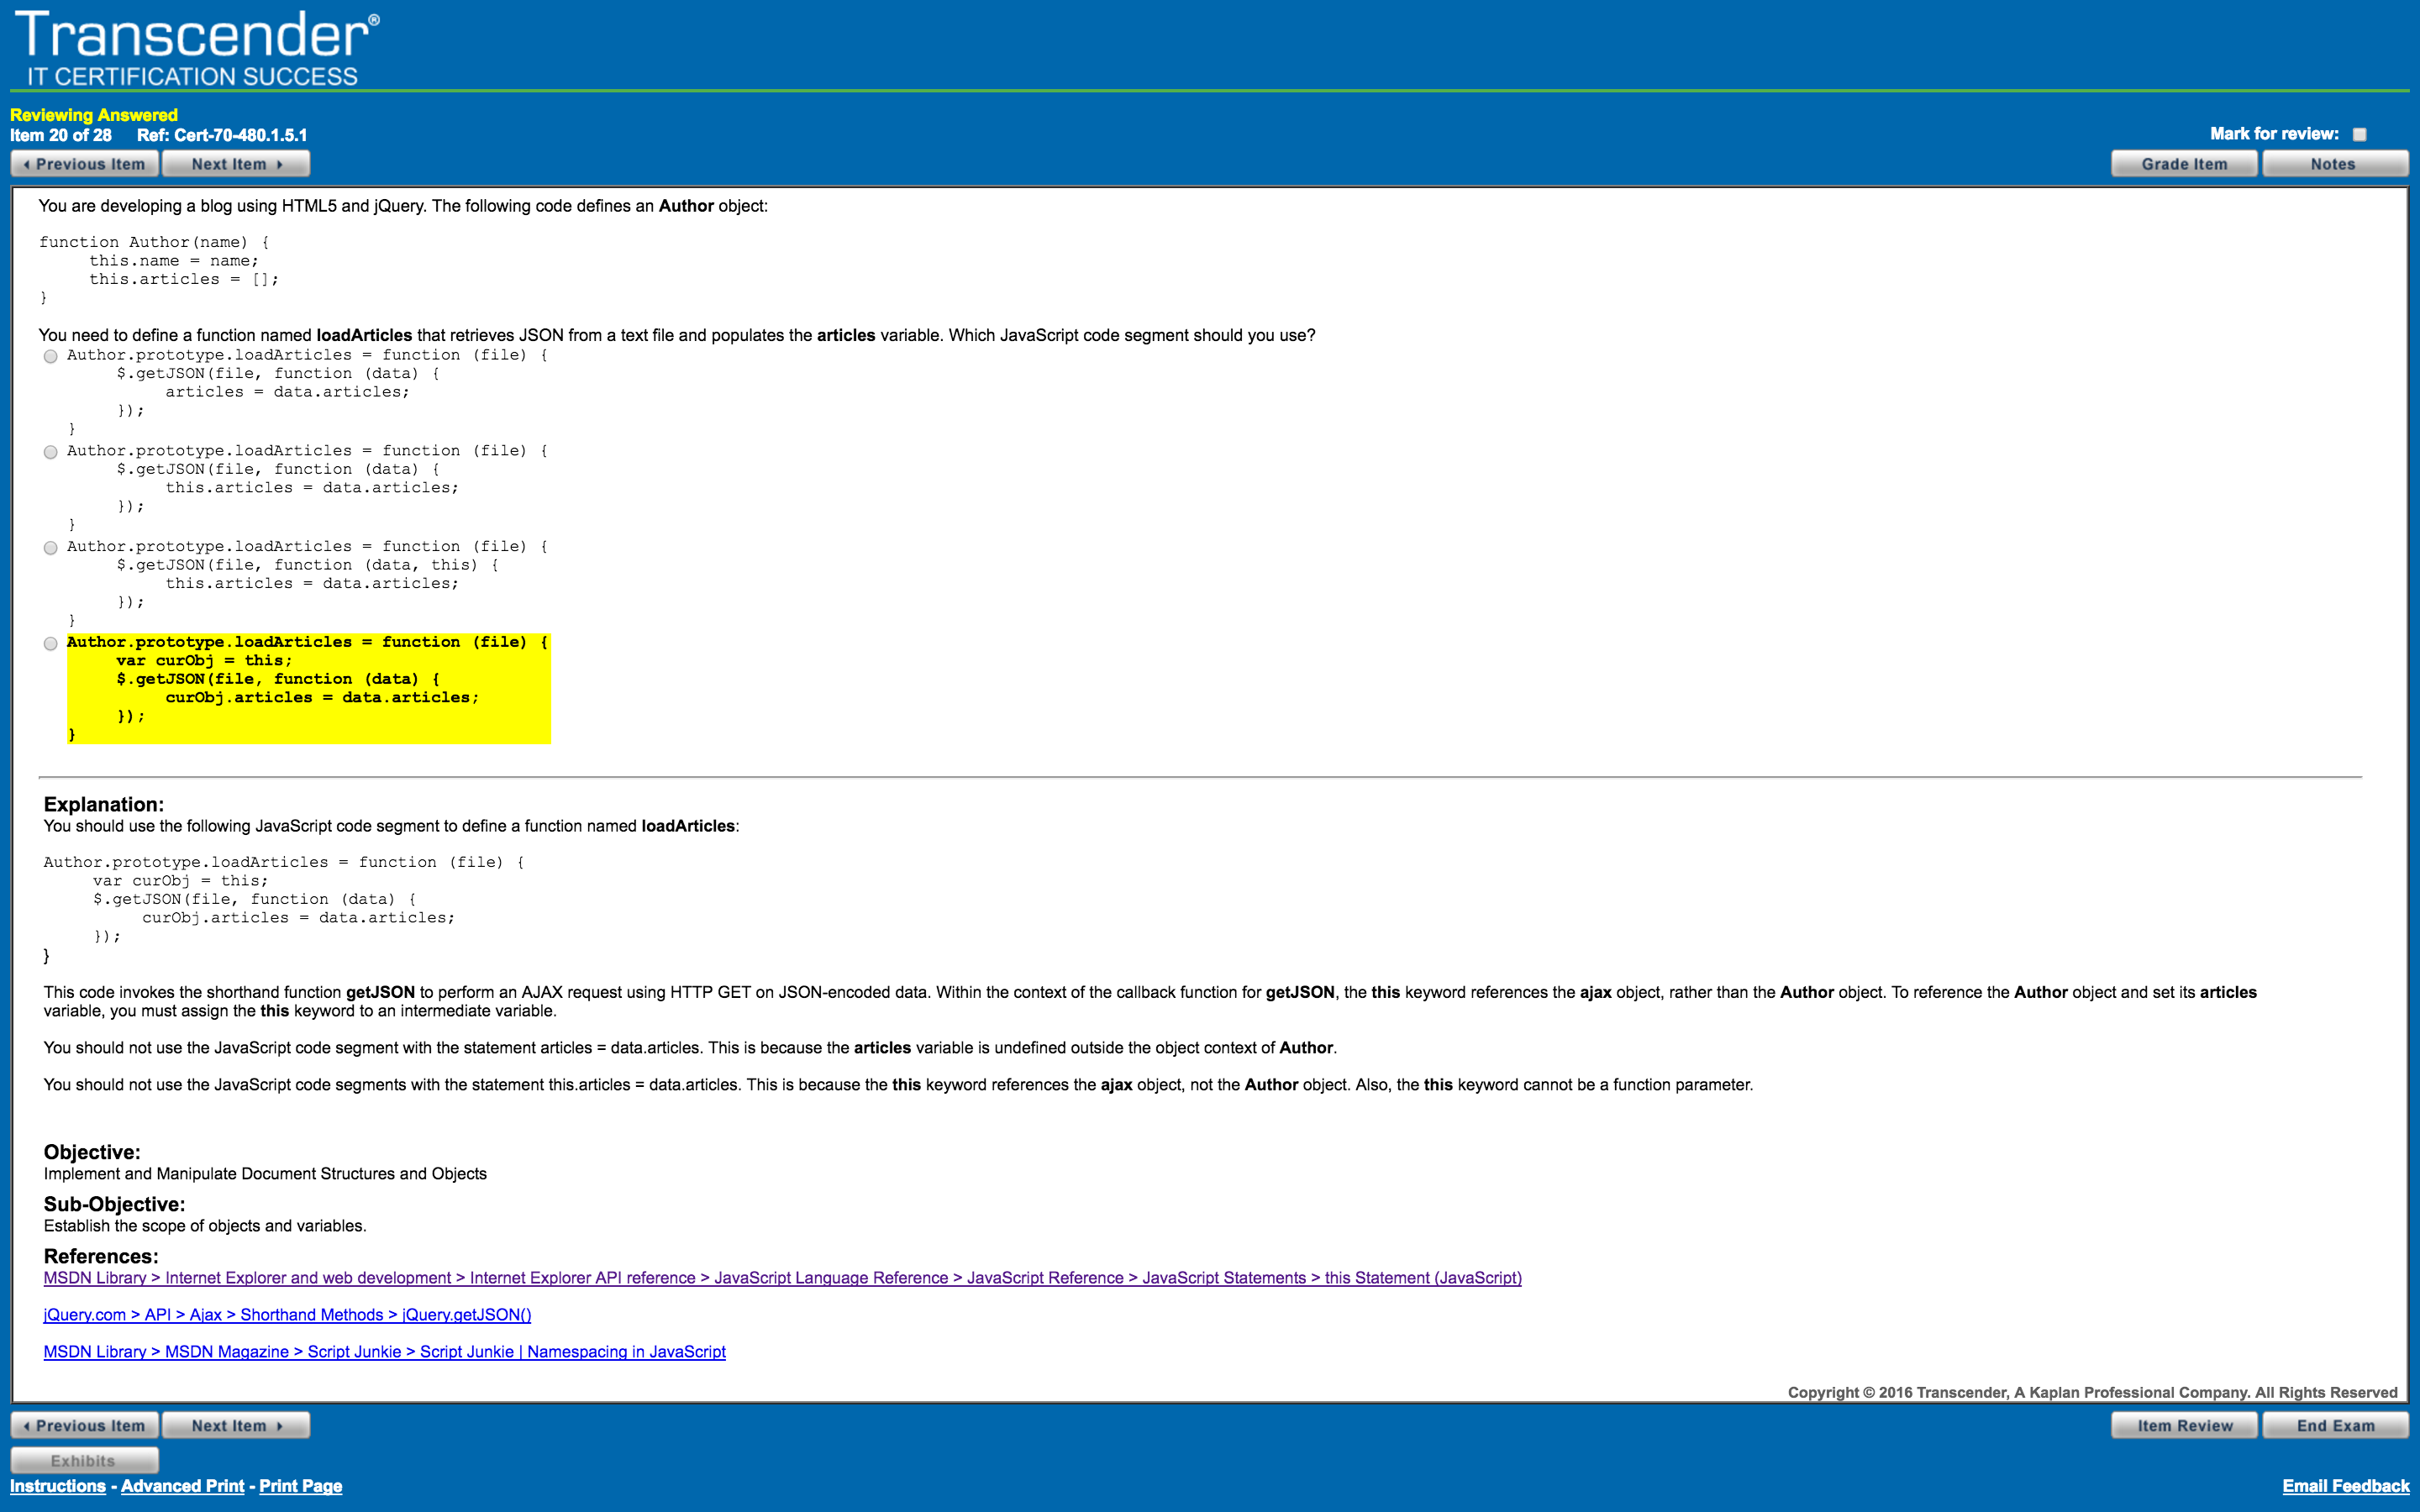 Transcender®
IT CERTIFICATION SUCCESS
Reviewing Answered
Item 20 of 28 Ref: Cert-70-480.1.5.1
Mark for review:
Previous Item Next Item Grade Item Notes
You are developing a blog using HTML5 and jQuery. The following code defines an Author object:
function Author(name) {
this.name = name;
this.articles = [];
}
You need to define a function named loadArticles that retrieves JSON from a text file and populates the articles variable. Which JavaScript code segment should you use?
Author.prototype.loadArticles = function (file) {
$.getJSON(file, function (data) {
articles = data.articles;
});
}
Author.prototype.loadArticles = function (file) {
$.getJSON(file, function (data) {
this.articles = data.articles;
});
}
Author.prototype.loadArticles = function (file) {
$.getJSON(file, function (data, this) {
this.articles = data.articles;
});
}
Author.prototype.loadArticles = function (file) {
var curObj = this;
$.getJSON(file, function (data) {
curObj.articles = data.articles;
});
}
Explanation:
You should use the following JavaScript code segment to define a function named loadArticles:
Author.prototype.loadArticles = function (file) {
var curObj = this;
$.getJSON(file, function (data) {
curObj.articles = data.articles;
});
}
This code invokes the shorthand function getJSON to perform an AJAX request using HTTP GET on JSON-encoded data. Within the context of the callback function for getJSON, the this keyword references the ajax object, rather than the Author object. To reference the Author object and set its articles
variable, you must assign the this keyword to an intermediate variable.
You should not use the JavaScript code segment with the statement articles = data.articles. This is because the articles variable is undefined outside the object context of Author.
You should not use the JavaScript code segments with the statement this.articles = data.articles. This is because the this keyword references the ajax object, not the Author object. Also, the this keyword cannot be a function parameter.
Objective:
Implement and Manipulate Document Structures and Objects
Sub-Objective:
Establish the scope of objects and variables.
References:
MSDN Library > Internet Explorer and web development > Internet Explorer API reference > JavaScript Language Reference > JavaScript Reference > JavaScript Statements > this Statement (JavaScript)
jQuery.com > API > Ajax > Shorthand Methods > jQuery.getJSON()
MSDN Library > MSDN Magazine > Script Junkie > Script Junkie | Namespacing in JavaScript
Copyright © 2016 Transcender, A Kaplan Professional Company. All Rights Reserved
Previous Item Next Item Item Review End Exam
Exhibits
Instructions - Advanced Print - Print Page Email Feedback